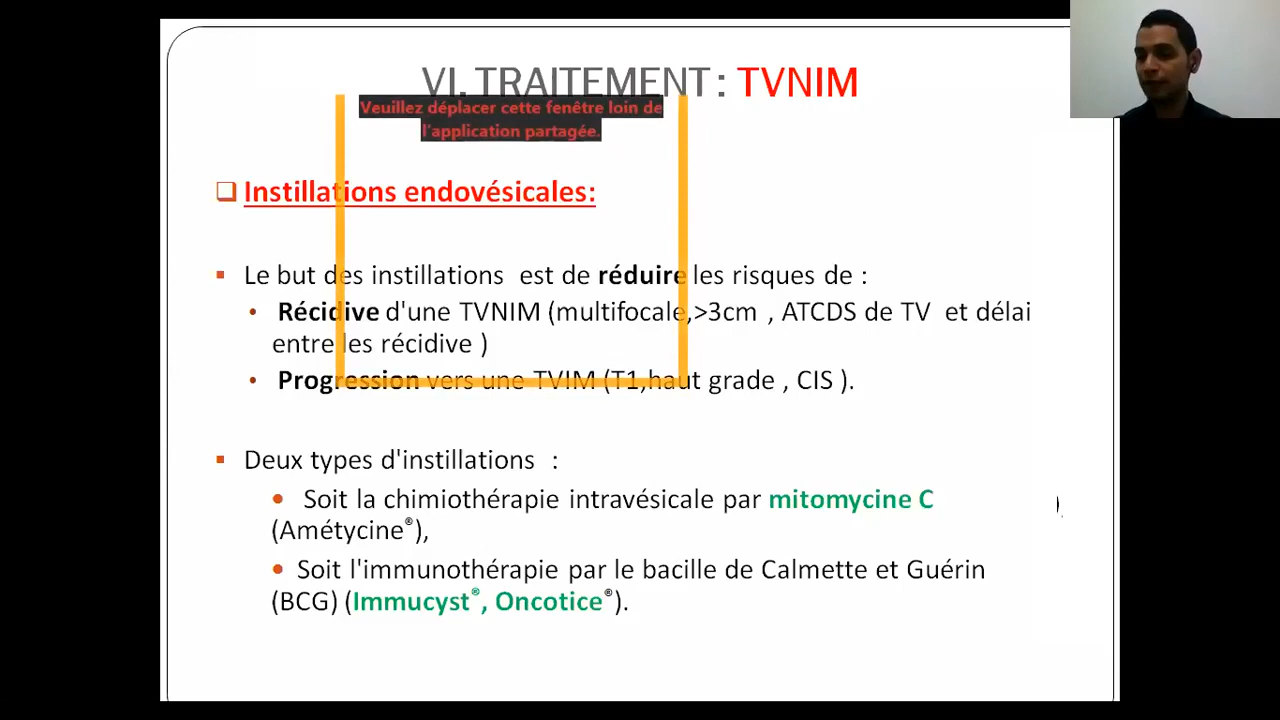 VI. TRAITEMENT : TVNIM
Veuillez déplacer cette fenêtre loin de
l'application partagée.
❑ Instillations endovésicales:
▪ Le but des instillations est de réduire les risques de :
• Récidive d'une TVNIM (multifocale,>3cm , ATCDS de TV et délai
entre les récidive )
• Progression vers une TVIM (T1,haut grade , CIS ).
▪ Deux types d'instillations :
• Soit la chimiothérapie intravésicale par mitomycine C
(Amétycine®),
• Soit l'immunothérapie par le bacille de Calmette et Guérin
(BCG) (Immucyst®, Oncotice®).